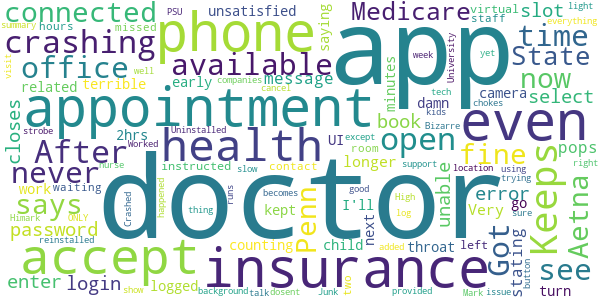 connected
PSU
unsatisfied
phone
saying
app
Medicare
slot
virtual
staff
light
everything
summary
hours
missed
crashing
available
time
State
visit
office
terrible
early
message
minutes
week
University
yet
well
companies
cancel
related
closes
appointment
even
now
select
camera
tech
damn
kids
chokes
strobe
2hrs
Uninstalled
UI
book
Bizarre
After
Worked
except
room
health
open
fine
pops
never
nurse
instructed
slow
contact
longer
support
location
using
right
trying
work
waiting
happened
Crashed
thing
runs
becomes
good
I'll
unable
error
go
sure
says
doctor
Keeps
Aetna
Himark
ONLY
kept
Penn
High
log
next
Very
password
reinstalled
counting
child
throat
left
Got
stating
see
button
accept
insurance
added
two
enter
login
show
logged
background
talk
dosent
Junk
provided
Mark
issue
turn